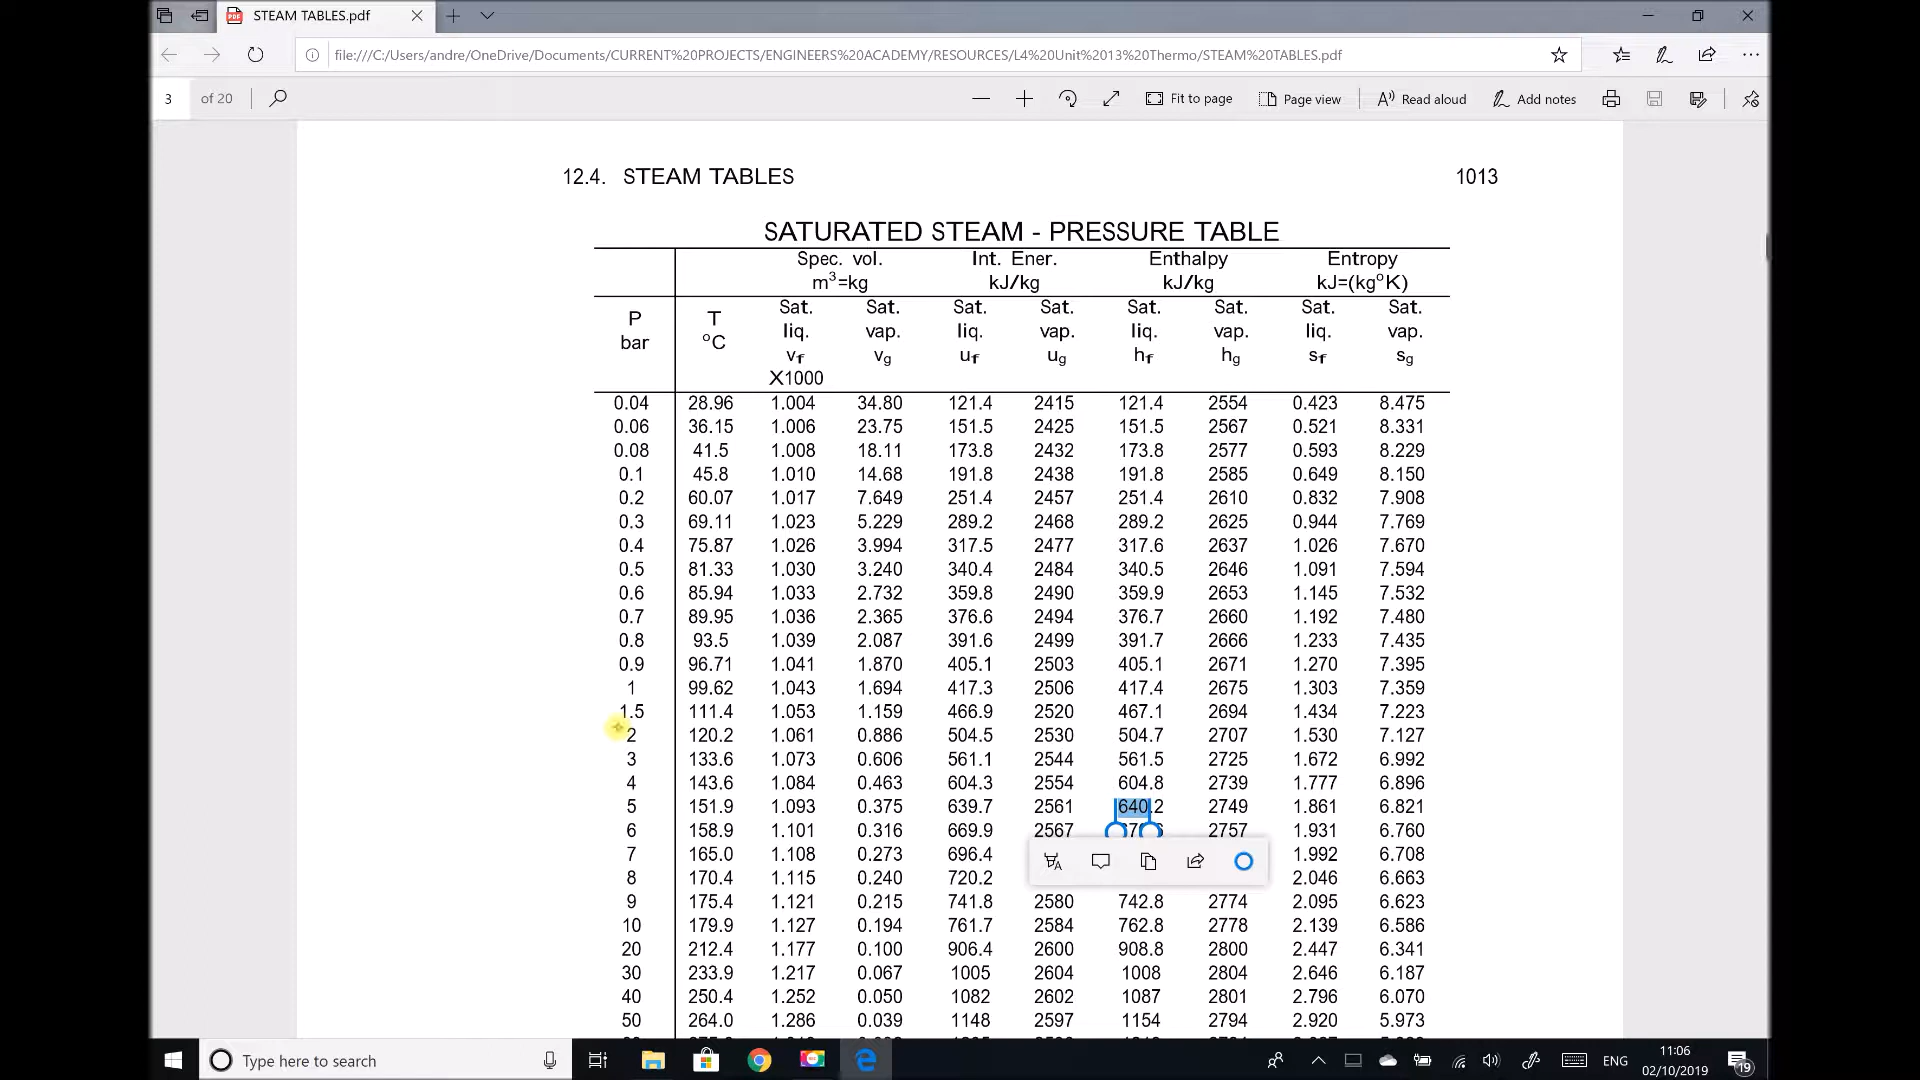 STEAM TABLES.pdf
file:///C:/Users/andre/OneDrive/Documents/CURRENT%20PROJECTS/ENGINEERS%20ACADEMY/RESOURCES/L4%20Unit%2013%20Thermo/STEAM%20TABLES.pdf
3 of 20 Fit to page Page view Read aloud Add notes
12.4. STEAM TABLES 1013
SATURATED STEAM - PRESSURE TABLE
Spec. vol. Int. Ener. Enthalpy Entropy
m³=kg kJ/kg kJ/kg kJ=(kg°K)
Sat. Sat. Sat. Sat. Sat. Sat. Sat. Sat.
P T liq. vap. liq. vap. liq. vap. liq. vap.
bar °C vf vg uf ug hf hg sf sg
X1000
0.04 28.96 1.004 34.80 121.4 2415 121.4 2554 0.423 8.475
0.06 36.15 1.006 23.75 151.5 2425 151.5 2567 0.521 8.331
0.08 41.5 1.008 18.11 173.8 2432 173.8 2577 0.593 8.229
0.1 45.8 1.010 14.68 191.8 2438 191.8 2585 0.649 8.150
0.2 60.07 1.017 7.649 251.4 2457 251.4 2610 0.832 7.908
0.3 69.11 1.023 5.229 289.2 2468 289.2 2625 0.944 7.769
0.4 75.87 1.026 3.994 317.5 2477 317.6 2637 1.026 7.670
0.5 81.33 1.030 3.240 340.4 2484 340.5 2646 1.091 7.594
0.6 85.94 1.033 2.732 359.8 2490 359.9 2653 1.145 7.532
0.7 89.95 1.036 2.365 376.6 2494 376.7 2660 1.192 7.480
0.8 93.5 1.039 2.087 391.6 2499 391.7 2666 1.233 7.435
0.9 96.71 1.041 1.870 405.1 2503 405.1 2671 1.270 7.395
1 99.62 1.043 1.694 417.3 2506 417.4 2675 1.303 7.359
1.5 111.4 1.053 1.159 466.9 2520 467.1 2694 1.434 7.223
2 120.2 1.061 0.886 504.5 2530 504.7 2707 1.530 7.127
3 133.6 1.073 0.606 561.1 2544 561.5 2725 1.672 6.992
4 143.6 1.084 0.463 604.3 2554 604.8 2739 1.777 6.896
5 151.9 1.093 0.375 639.7 2561 640.2 2749 1.861 6.821
6 158.9 1.101 0.316 669.9 2567 2757 1.931 6.760
7 165.0 1.108 0.273 696.4 1.992 6.708
8 170.4 1.115 0.240 720.2 2.046 6.663
9 175.4 1.121 0.215 741.8 2580 742.8 2774 2.095 6.623
10 179.9 1.127 0.194 761.7 2584 762.8 2778 2.139 6.586
20 212.4 1.177 0.100 906.4 2600 908.8 2800 2.447 6.341
30 233.9 1.217 0.067 1005 2604 1008 2804 2.646 6.187
40 250.4 1.252 0.050 1082 2602 1087 2801 2.796 6.070
50 264.0 1.286 0.039 1148 2597 1154 2794 2.920 5.973
Type here to search
ENG
11:06
02/10/2019
19